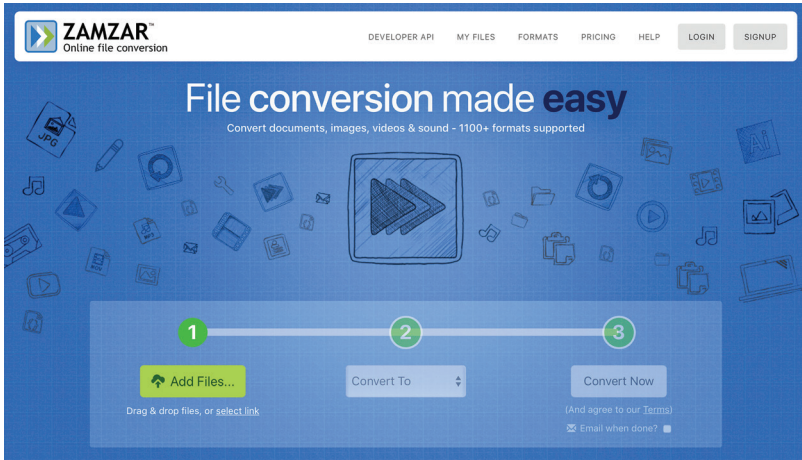 ZAMZAR™
Online file conversion
DEVELOPER API
MY FILES
FORMATS
PRICING
HELP
LOGIN
SIGNUP
File conversion made easy
Convert documents, images, videos & sound - 1100+ formats supported
JPG
Ai
1
2
3
Add Files...
Convert To
Convert Now
Drag & drop files, or select link
(And agree to our Terms)
Email when done?